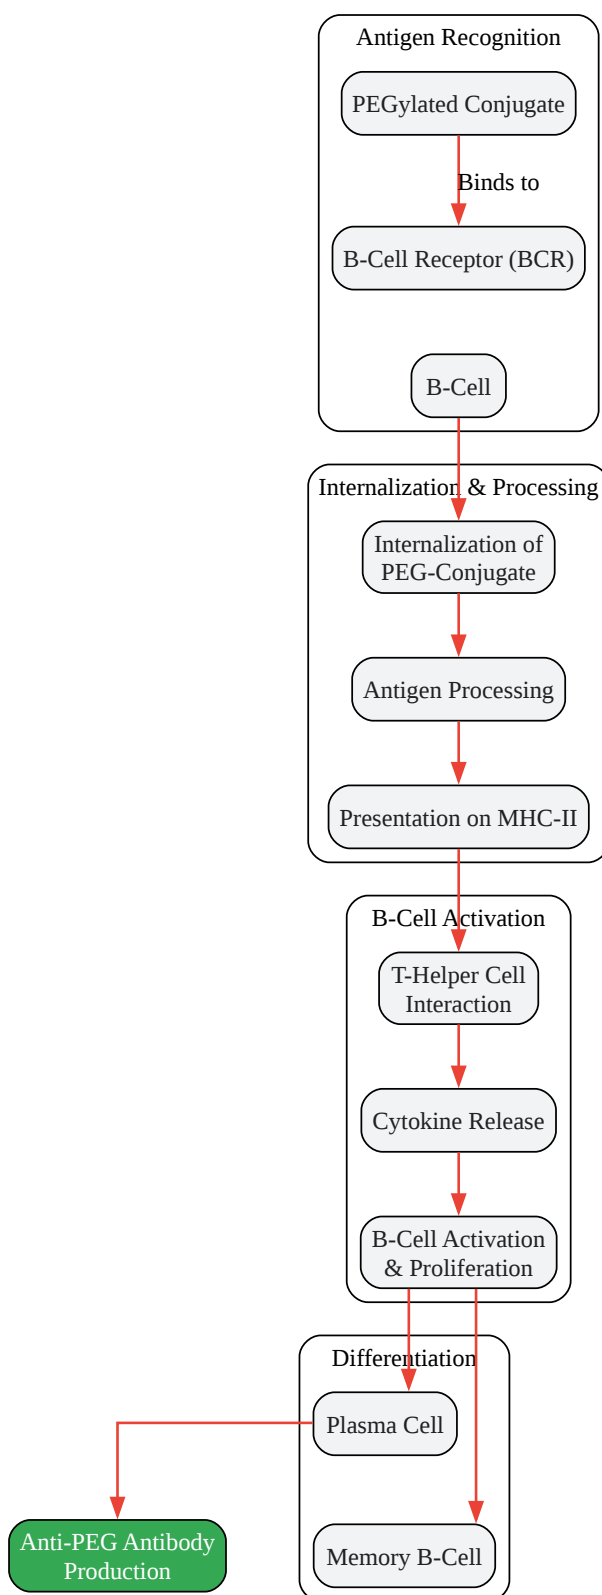 Antigen Recognition
PEGylated Conjugate
Binds to
B-Cell Receptor (BCR)
B-Cell
Internalization & Processing
Internalization of
PEG-Conjugate
Antigen Processing
Presentation on MHC-II
B-Cell Activation
T-Helper Cell
Interaction
Cytokine Release
B-Cell Activation
& Proliferation
Differentiation
Plasma Cell
Anti-PEG Antibody
Production
Memory B-Cell